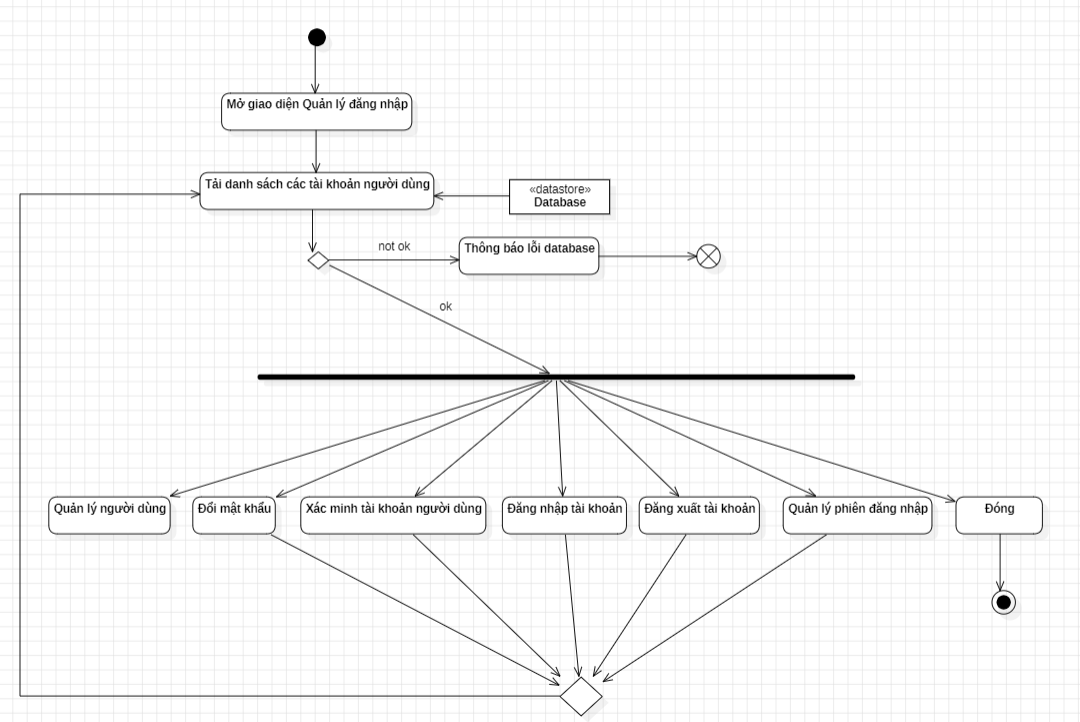 Mở giao diện Quản lý đăng nhập
Tải danh sách các tài khoản người dùng
«datastore»
Database
not ok
Thông báo lỗi database
ok
Quản lý người dùng
Đổi mật khẩu
Xác minh tài khoản người dùng
Đăng nhập tài khoản
Đăng xuất tài khoản
Quản lý phiên đăng nhập
Đóng